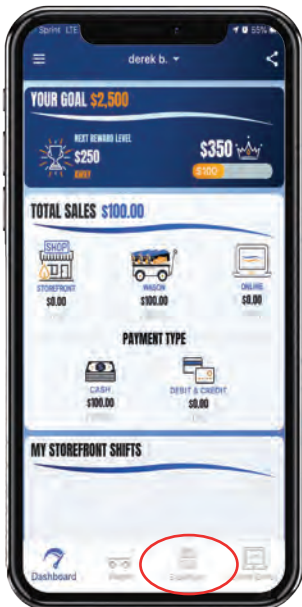 Sprint LTE 65%
derek b.
YOUR GOAL $2,500
NEXT REWARD LEVEL
$250
$350
$100
TOTAL SALES $100.00
SHOP
STOREFRONT
$0.00
WAGON
$100.00
ONLINE
$0.00
PAYMENT TYPE
CASH
$100.00
DEBIT & CREDIT
$0.00
MY STOREFRONT SHIFTS
Dashboard